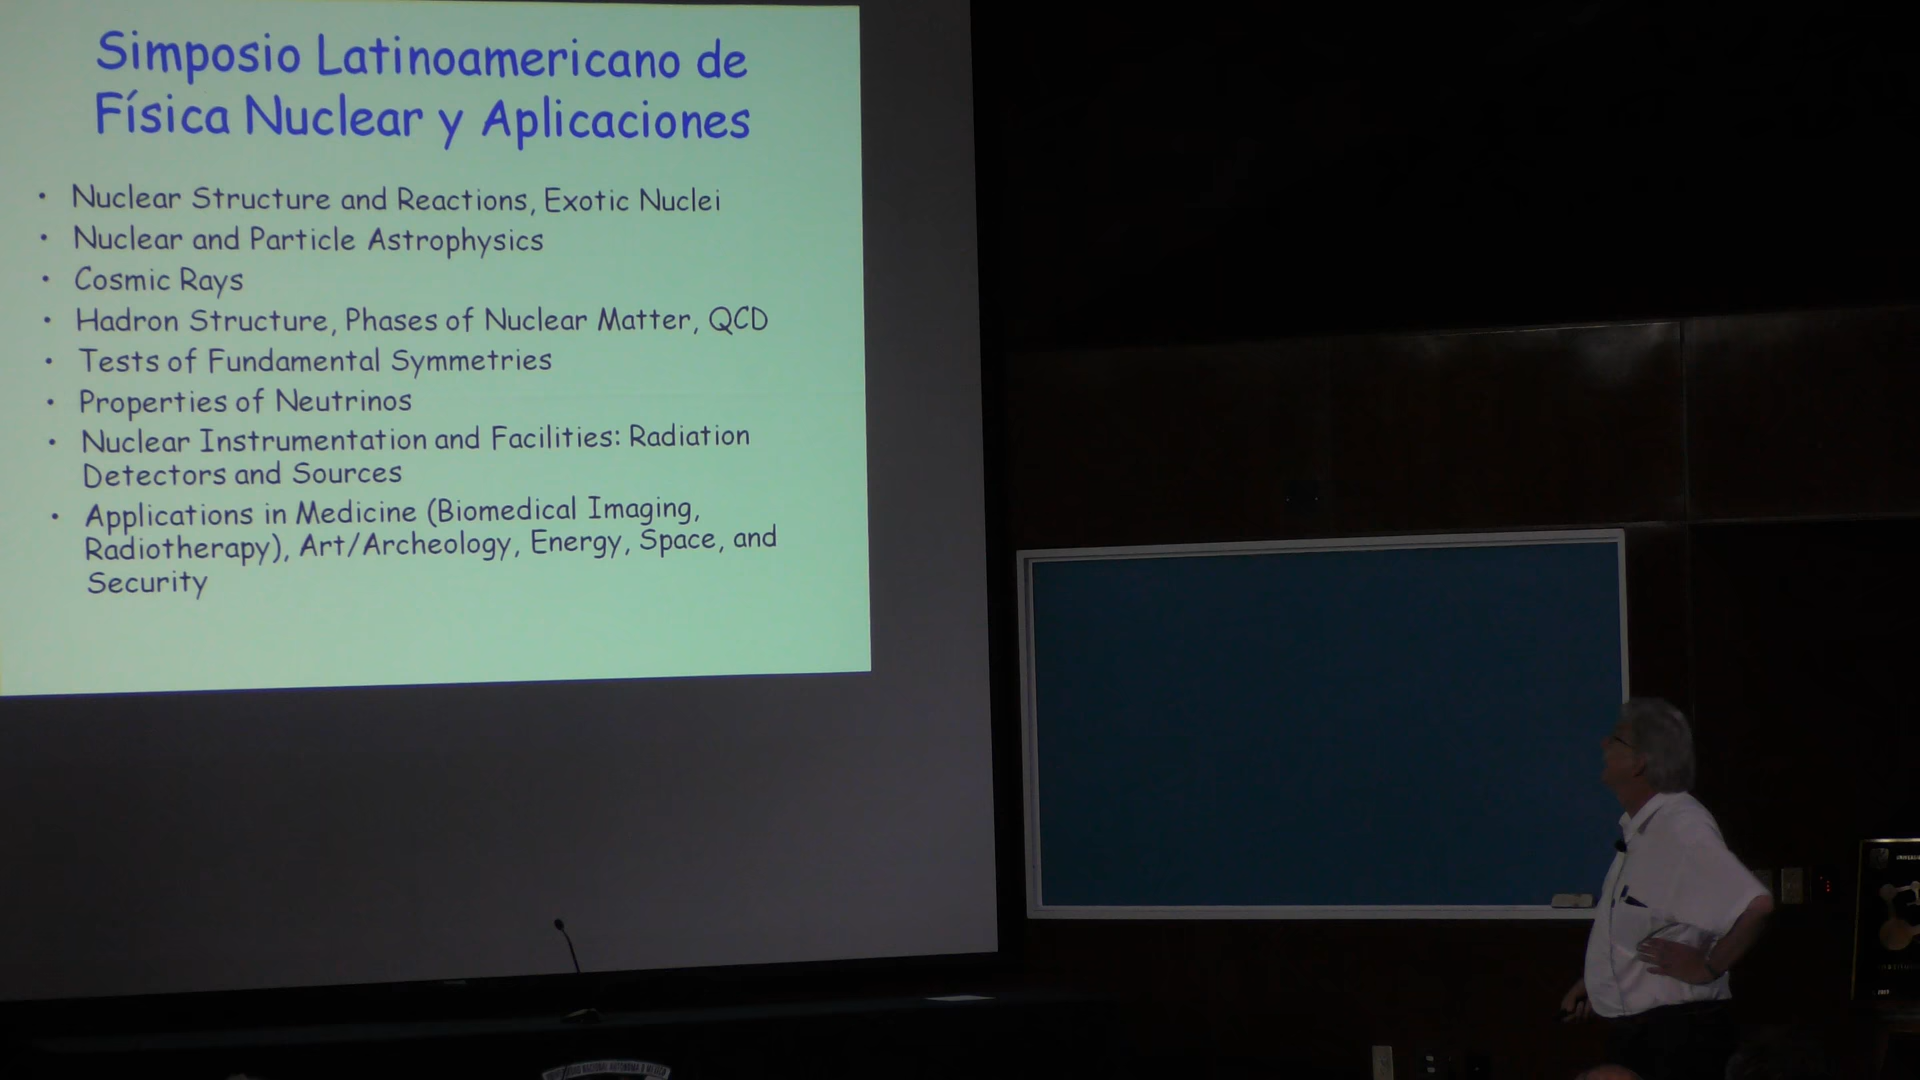 Simposio Latinoamericano de
Física Nuclear y Aplicaciones
• Nuclear Structure and Reactions, Exotic Nuclei
• Nuclear and Particle Astrophysics
• Cosmic Rays
• Hadron Structure, Phases of Nuclear Matter, QCD
• Tests of Fundamental Symmetries
• Properties of Neutrinos
• Nuclear Instrumentation and Facilities: Radiation
Detectors and Sources
• Applications in Medicine (Biomedical Imaging,
Radiotherapy), Art/Archeology, Energy, Space, and
Security